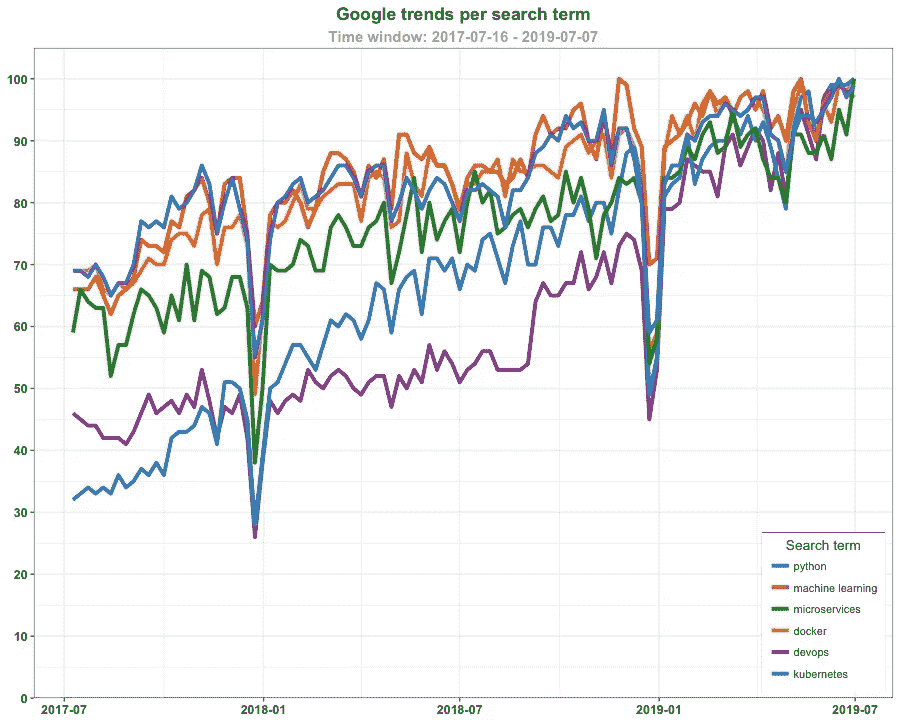 Google trends per search term
Time window: 2017-07-16 - 2019-07-07
100
90
80
70
60
50
40
30
20
10
0
Search term
python
machine learning
microservices
docker
devops
kubernetes
2017-07
2018-01
2018-07
2019-01
2019-07